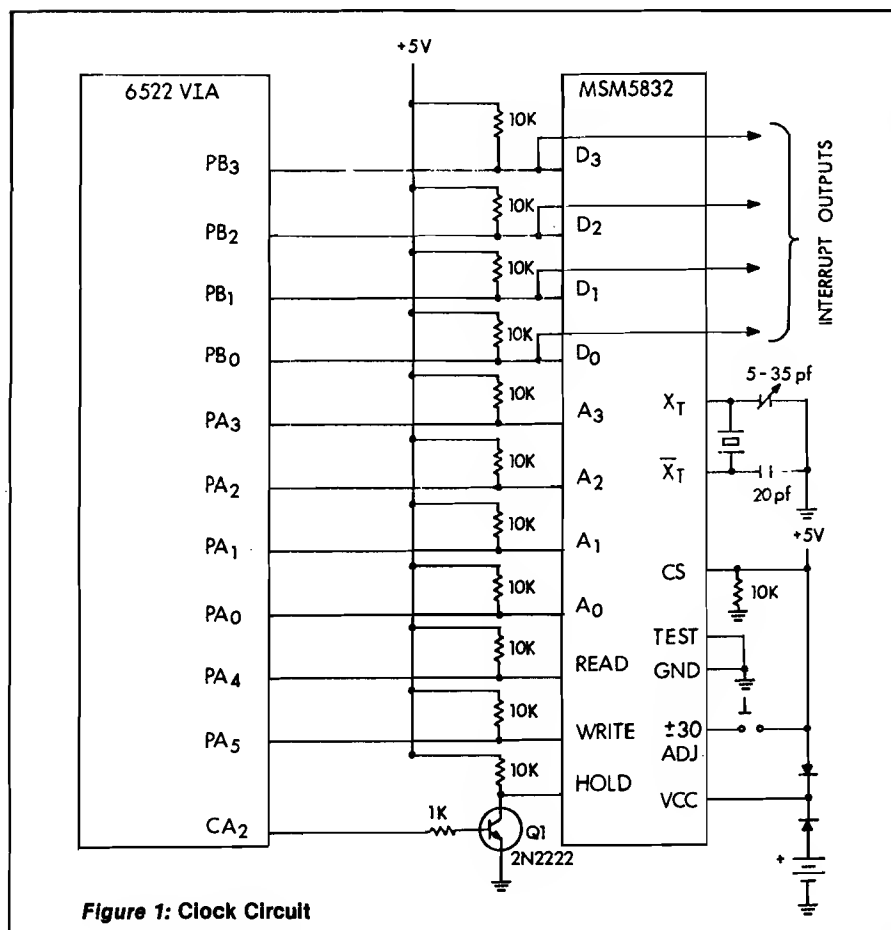 +5V
6522 VIA
MSM5832
10K
PB3
D3
10K
PB2
D2
10K
PB1
D1
10K
PB0
D0
INTERRUPT OUTPUTS
10K
5-35 pf
PA3
A3
XT
10K
PA2
A2
X̅T
20 pf
10K
PA1
A1
+5V
10K
CS
10K
PA0
A0
10K
TEST
PA4
READ
GND
10K
PA5
WRITE
±30
ADJ
10K
HOLD
VCC
1K
CA2
Q1
2N2222
+
Figure 1: Clock Circuit